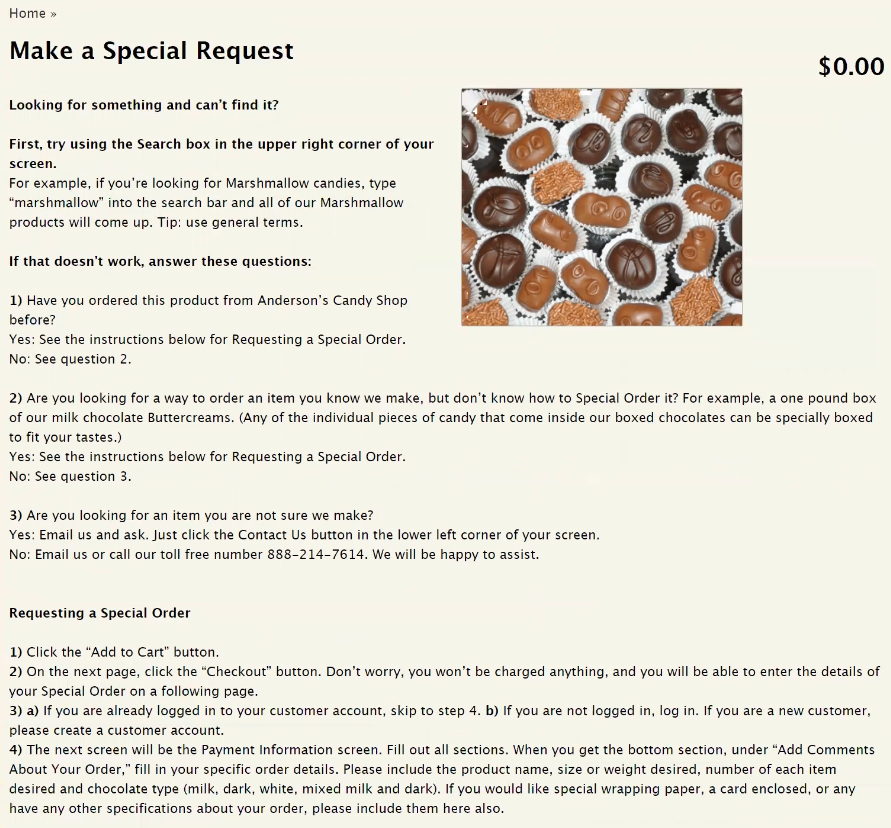 Home »
Make a Special Request
$0.00
Looking for something and can't find it?
First, try using the Search box in the upper right corner of your
screen.
For example, if you're looking for Marshmallow candies, type
“marshmallow” into the search bar and all of our Marshmallow
products will come up. Tip: use general terms.
If that doesn't work, answer these questions:
1) Have you ordered this product from Anderson's Candy Shop
before?
Yes: See the instructions below for Requesting a Special Order.
No: See question 2.
2) Are you looking for a way to order an item you know we make, but don't know how to Special Order it? For example, a one pound box
of our milk chocolate Buttercreams. (Any of the individual pieces of candy that come inside our boxed chocolates can be specially boxed
to fit your tastes.)
Yes: See the instructions below for Requesting a Special Order.
No: See question 3.
3) Are you looking for an item you are not sure we make?
Yes: Email us and ask. Just click the Contact Us button in the lower left corner of your screen.
No: Email us or call our toll free number 888-214-7614. We will be happy to assist.
Requesting a Special Order
1) Click the “Add to Cart” button.
2) On the next page, click the “Checkout” button. Don't worry, you won't be charged anything, and you will be able to enter the details of
your Special Order on a following page.
3) a) If you are already logged in to your customer account, skip to step 4. b) If you are not logged in, log in. If you are a new customer,
please create a customer account.
4) The next screen will be the Payment Information screen. Fill out all sections. When you get the bottom section, under “Add Comments
About Your Order,” fill in your specific order details. Please include the product name, size or weight desired, number of each item
desired and chocolate type (milk, dark, white, mixed milk and dark). If you would like special wrapping paper, a card enclosed, or any
have any other specifications about your order, please include them here also.